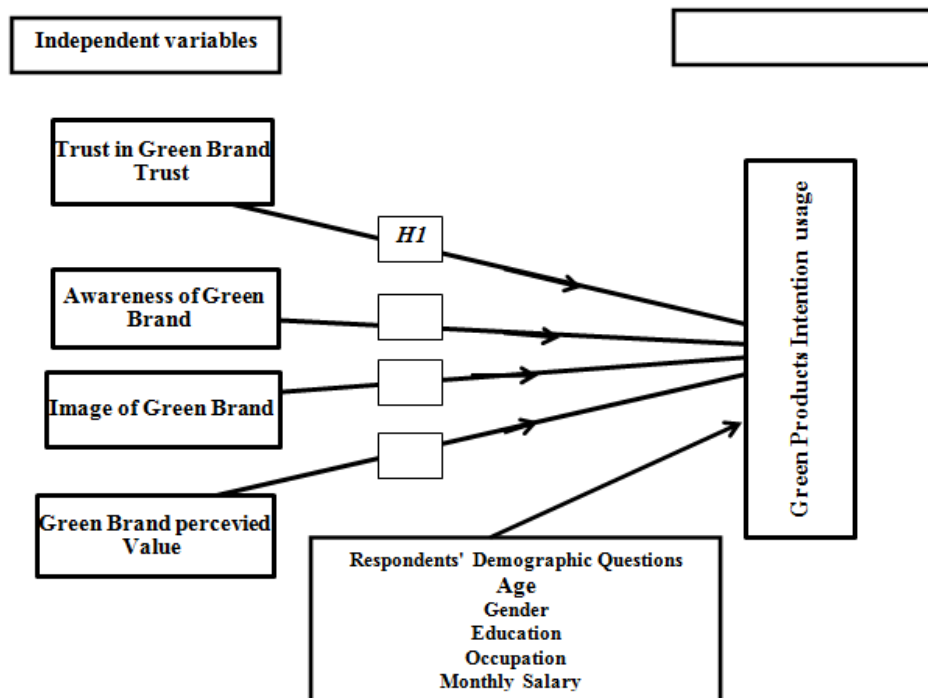 Independent variables
Trust in Green Brand
Trust
H1
Awareness of Green
Brand
Image of Green Brand
Green Brand percevied
Value
Green Products Intention usage
Respondents' Demographic Questions
Age
Gender
Education
Occupation
Monthly Salary